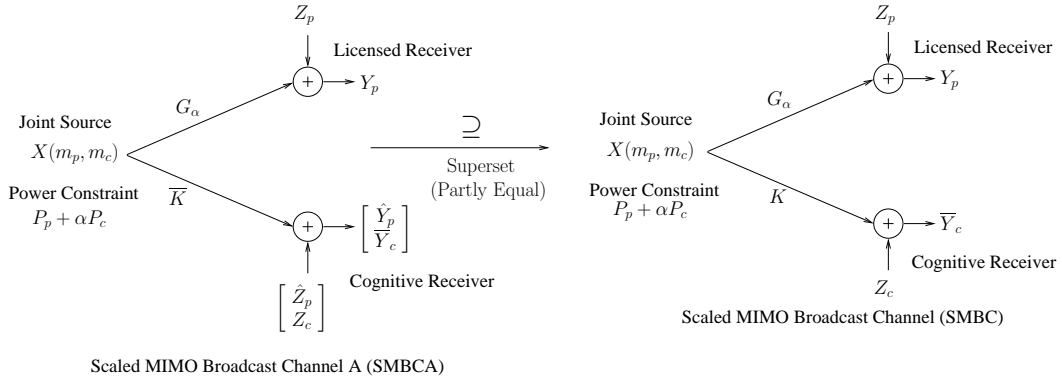 Z_p
Licensed Receiver
+
Y_p
G_α
Joint Source
X(m_p, m_c)
Power Constraint
P_p + αP_c
K̅
+
[ Ŷ_p
Y̅_c ]
Cognitive Receiver
[ Ẑ_p
Z_c ]
Scaled MIMO Broadcast Channel A (SMBCA)
⊇
Superset
(Partly Equal)
Z_p
Licensed Receiver
+
Y_p
G_α
Joint Source
X(m_p, m_c)
Power Constraint
P_p + αP_c
K
+
Y̅_c
Cognitive Receiver
Z_c
Scaled MIMO Broadcast Channel (SMBC)